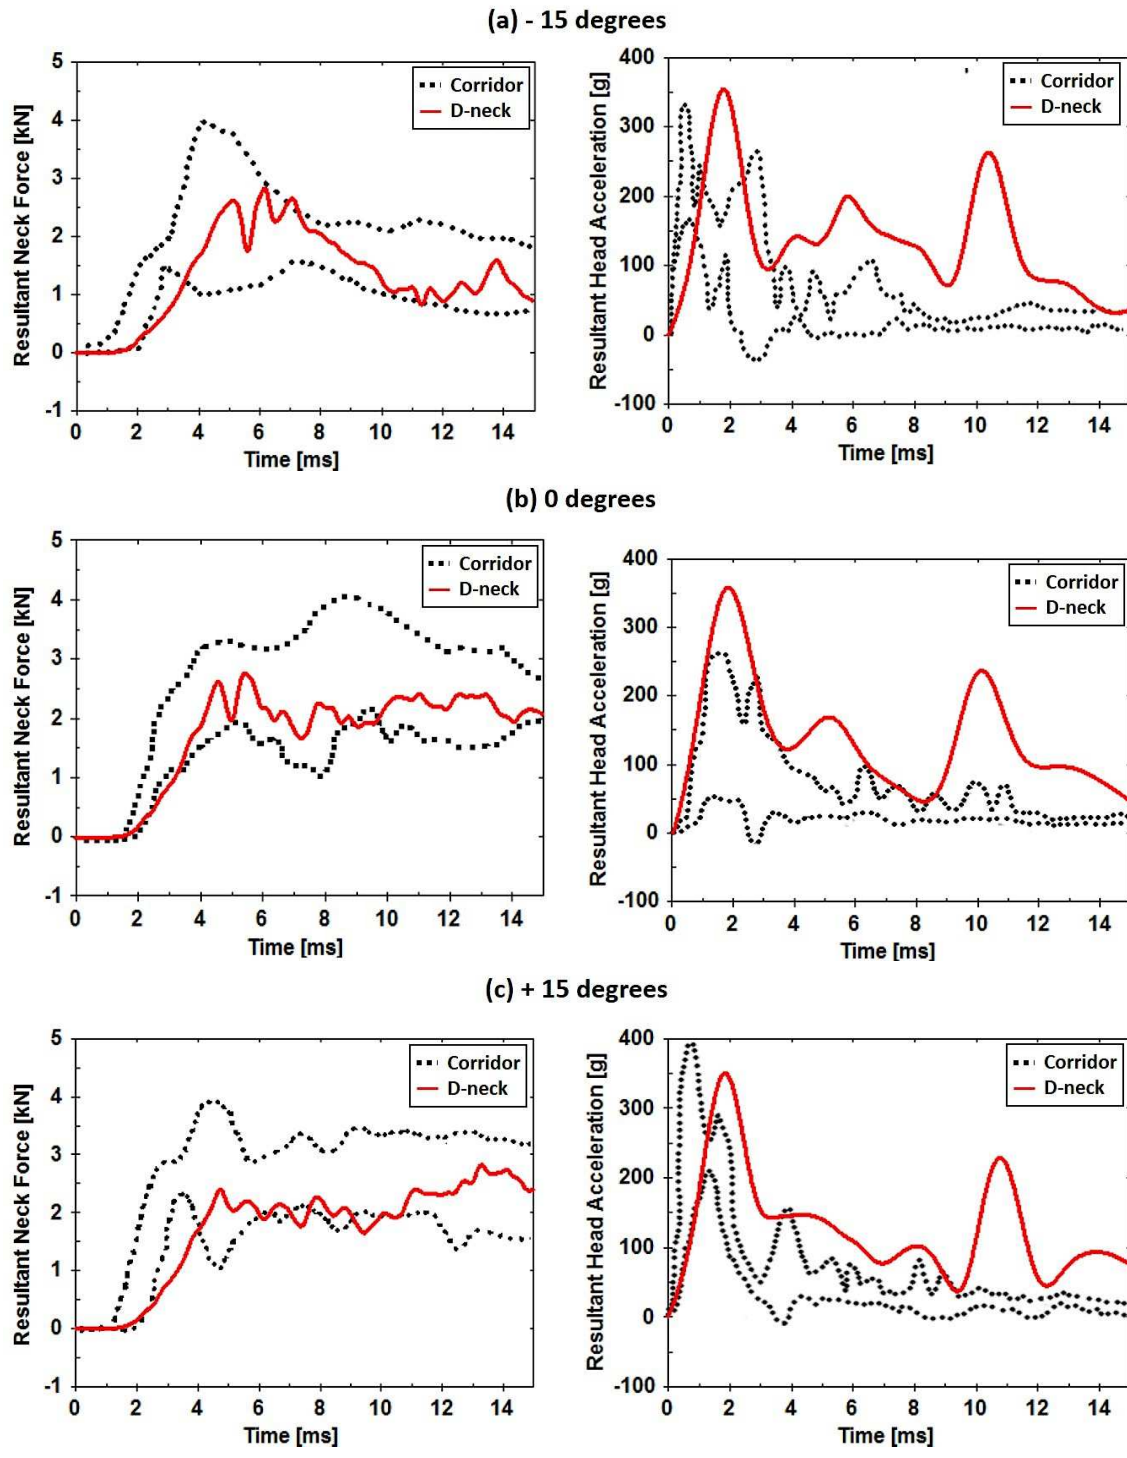 (a) - 15 degrees
Resultant Neck Force [kN]
5
4
3
2
1
0
-1
Corridor
D-neck
0 2 4 6 8 10 12 14
Time [ms]
Resultant Head Acceleration [g]
400
300
200
100
0
-100
Corridor
D-neck
0 2 4 6 8 10 12 14
Time [ms]
(b) 0 degrees
Resultant Neck Force [kN]
5
4
3
2
1
0
-1
Corridor
D-neck
0 2 4 6 8 10 12 14
Time [ms]
Resultant Head Acceleration [g]
400
300
200
100
0
-100
Corridor
D-neck
0 2 4 6 8 10 12 14
Time [ms]
(c) + 15 degrees
Resultant Neck Force [kN]
5
4
3
2
1
0
-1
Corridor
D-neck
0 2 4 6 8 10 12 14
Time [ms]
Resultant Head Acceleration [g]
400
300
200
100
0
-100
Corridor
D-neck
0 2 4 6 8 10 12 14
Time [ms]